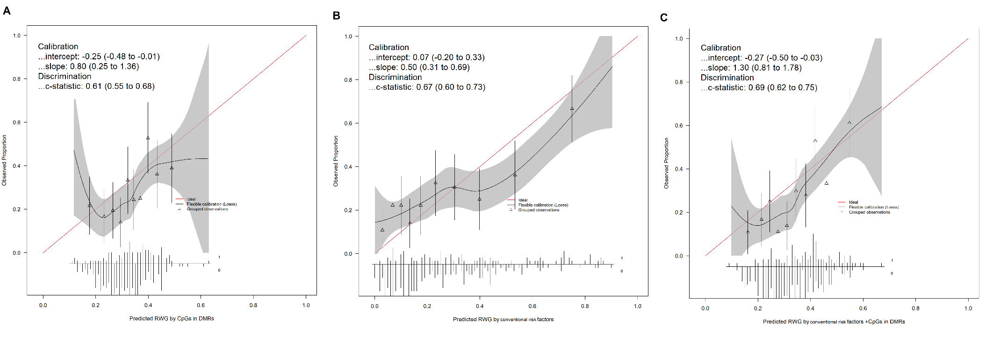 A
Calibration
...intercept: -0.25 (-0.48 to -0.01)
...slope: 0.80 (0.25 to 1.36)
Discrimination
...c-statistic: 0.61 (0.55 to 0.68)
Observed Proportion
1.0
0.8
0.6
0.4
0.2
0.0
Ideal
Flexible calibration (Loess)
Grouped observations
1
0
0.0 0.2 0.4 0.6 0.8 1.0
Predicted RWG by CpGs in DMRs
B
Calibration
...intercept: 0.07 (-0.20 to 0.33)
...slope: 0.50 (0.31 to 0.69)
Discrimination
...c-statistic: 0.67 (0.60 to 0.73)
Observed Proportion
1.0
0.8
0.6
0.4
0.2
0.0
Ideal
Flexible calibration (Loess)
Grouped observations
1
0
0.0 0.2 0.4 0.6 0.8 1.0
Predicted RWG by conventional risk factors
C
Calibration
...intercept: -0.27 (-0.50 to -0.03)
...slope: 1.30 (0.81 to 1.78)
Discrimination
...c-statistic: 0.69 (0.62 to 0.75)
Observed Proportion
1.0
0.8
0.6
0.4
0.2
0.0
Ideal
Flexible calibration (Loess)
Grouped observations
1
0
0.0 0.2 0.4 0.6 0.8 1.0
Predicted RWG by conventional risk factors +CpGs in DMRs